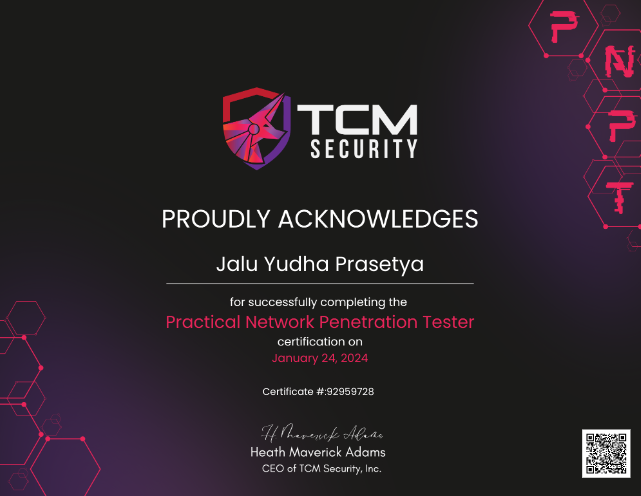 P
N
P
T
TCM
SECURITY
PROUDLY ACKNOWLEDGES
Jalu Yudha Prasetya
for successfully completing the
Practical Network Penetration Tester
certification on
January 24, 2024
Certificate #:92959728
H Maverick Adams
Heath Maverick Adams
CEO of TCM Security, Inc.